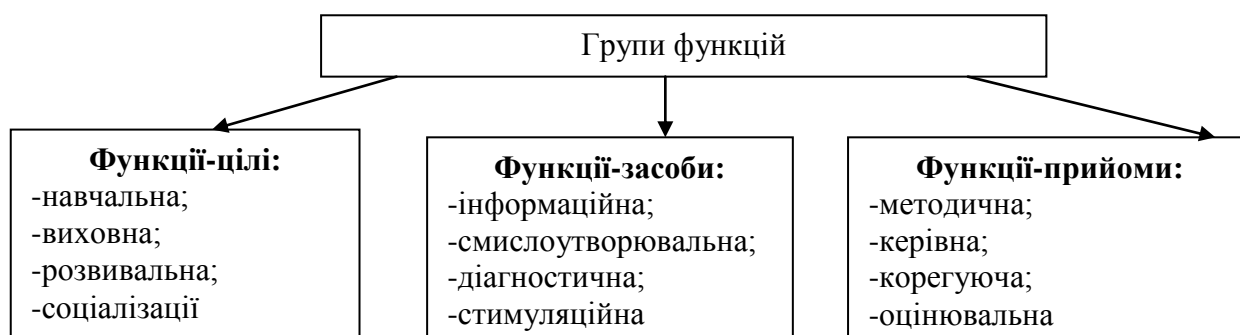 Групи функцій
Функції-цілі:
-навчальна;
-виховна;
-розвивальна;
-соціалізації
Функції-засоби:
-інформаційна;
-смислоутворювальна;
-діагностична;
-стимуляційна
Функції-прийоми:
-методична;
-керівна;
-корегуюча;
-оцінювальна